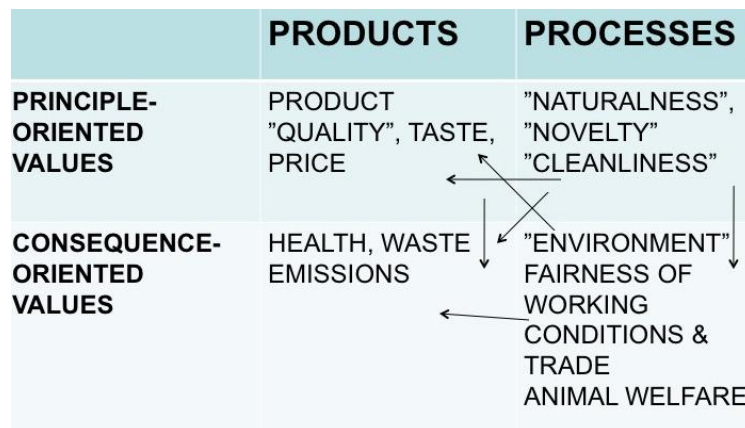 PRODUCTS
PROCESSES
PRINCIPLE-
ORIENTED
VALUES
PRODUCT
”QUALITY”, TASTE,
PRICE
”NATURALNESS”,
”NOVELTY”
”CLEANLINESS”
CONSEQUENCE-
ORIENTED
VALUES
HEALTH, WASTE
EMISSIONS
”ENVIRONMENT”
FAIRNESS OF
WORKING
CONDITIONS &
TRADE
ANIMAL WELFARE